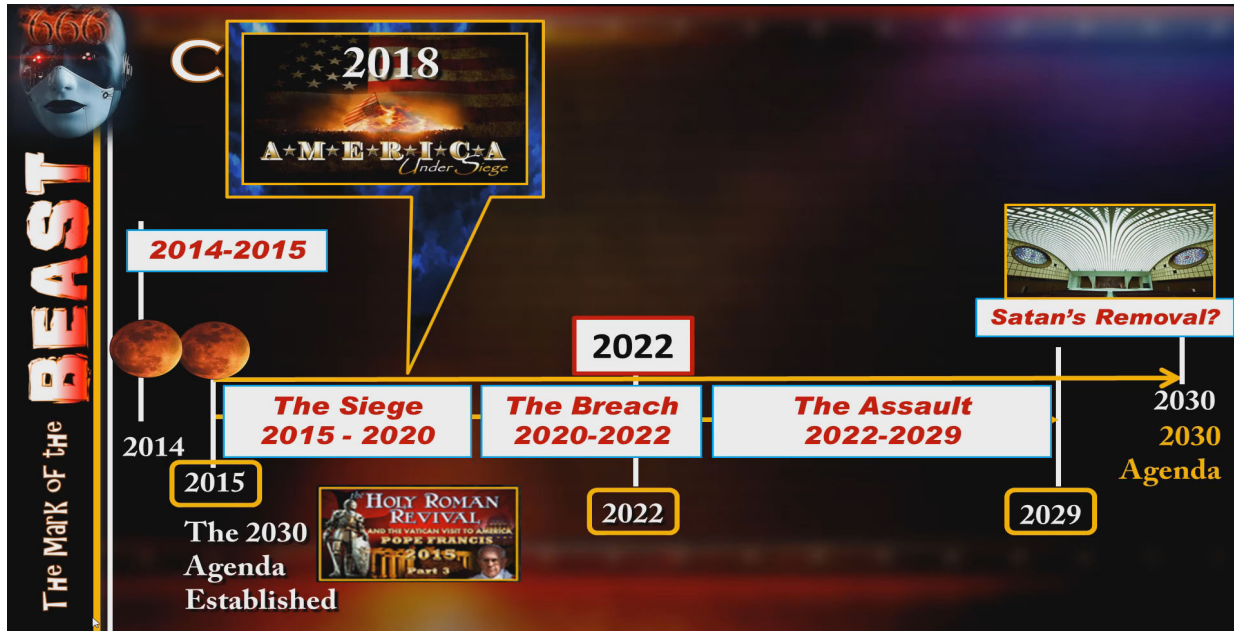 666
The Mark of the BEAST
C
2018
A★M★E★R★I★C★A
Under Siege
2014-2015
Satan's Removal?
2022
The Siege
2015 - 2020
The Breach
2020-2022
The Assault
2022-2029
2014
2015
2022
2029
2030
2030
Agenda
The 2030
Agenda
Established
the HOLY ROMAN
REVIVAL
AND THE VATICAN VISIT TO AMERICA
POPE FRANCIS
2015
Part 3